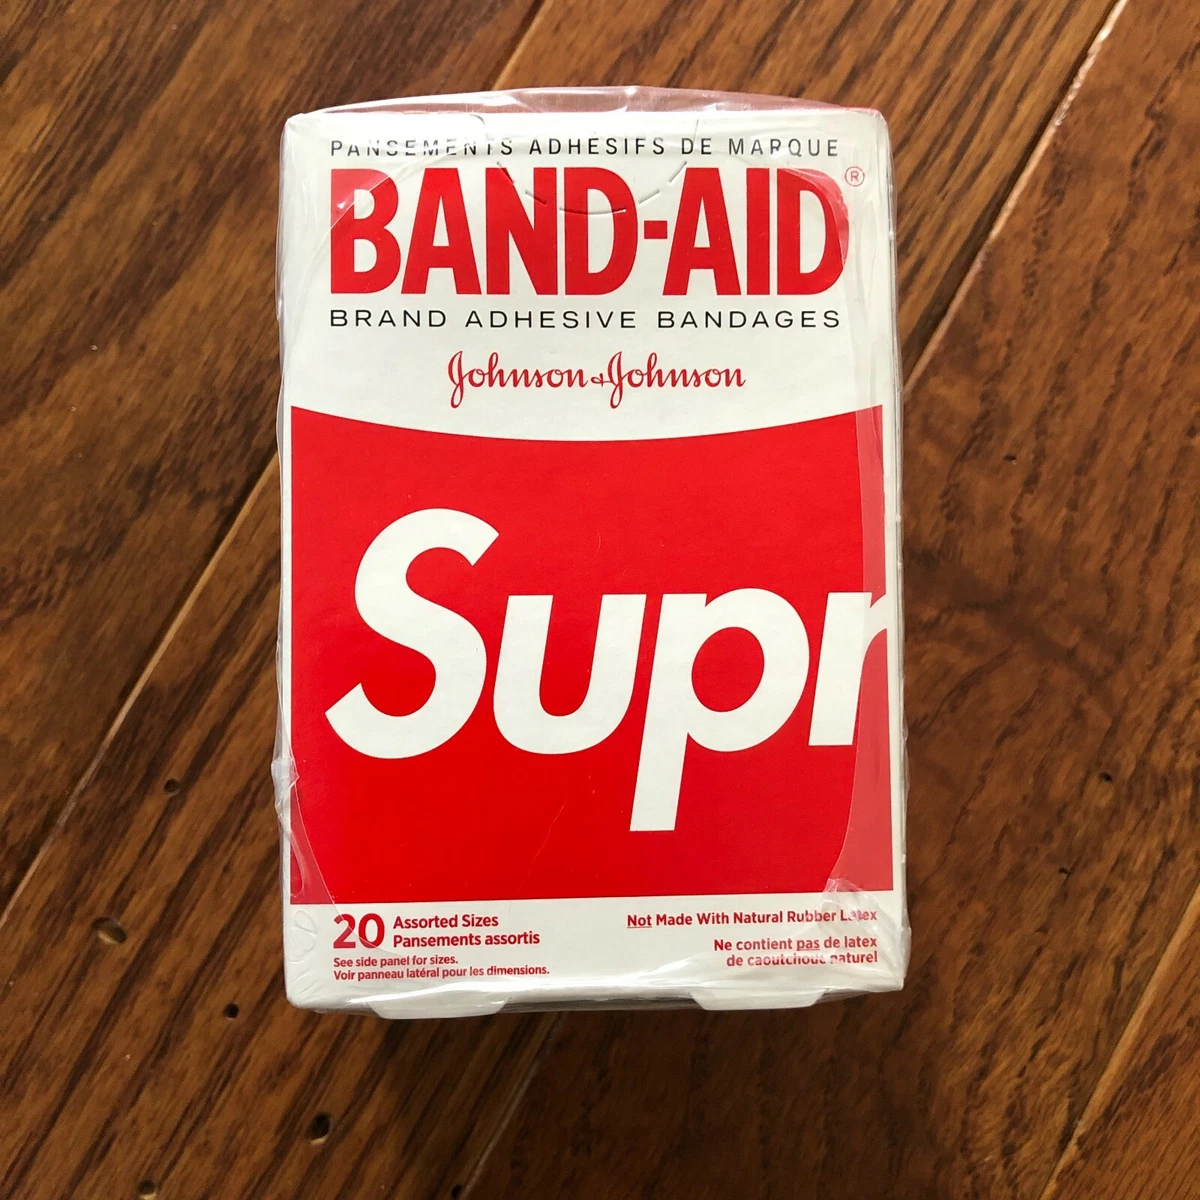 PANSEMENTS ADHÉSIFS DE MARQUE
BAND-AID®
BRAND ADHESIVE BANDAGES
Johnson & Johnson
Supr
20 Assorted Sizes
Pansements assortis
See side panel for sizes.
Voir panneau latéral pour les dimensions.
Not Made With Natural Rubber Latex
Ne contient pas de latex
de caoutchouc naturel